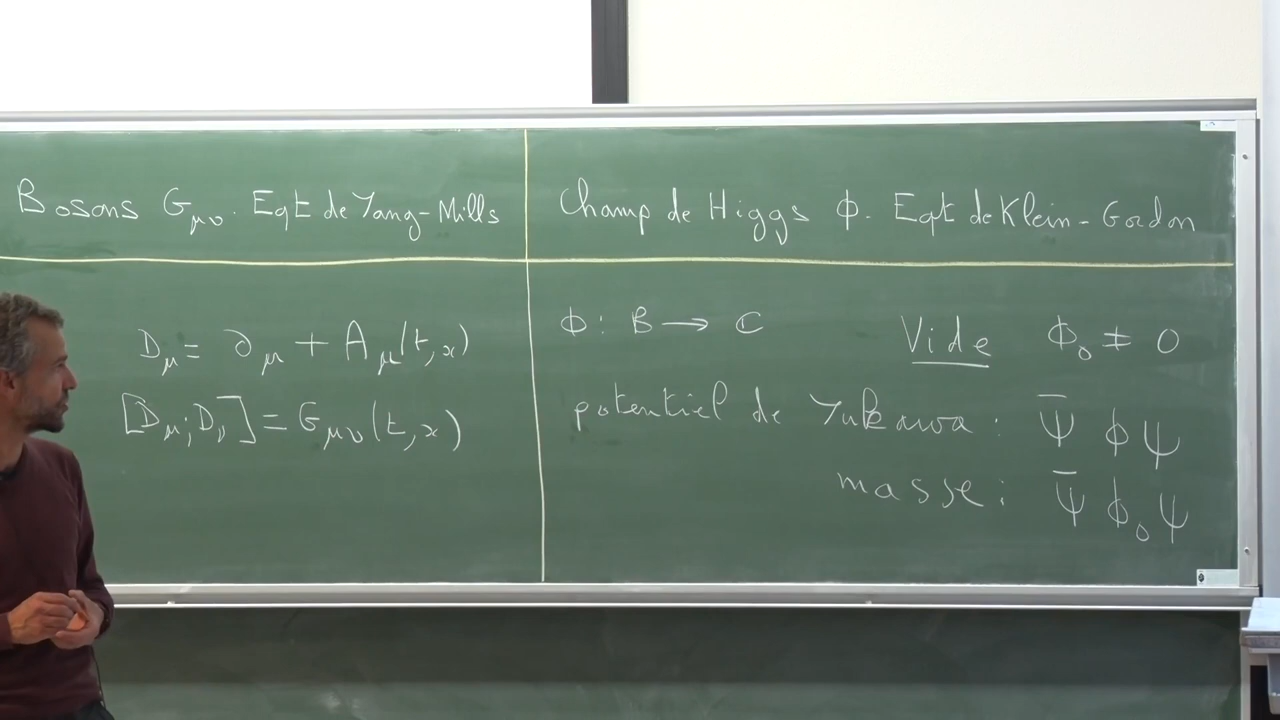 Bosons Gμν. Eqt de Yang-Mills
Dμ = ∂μ + Aμ(t,x)
[Dμ;Dν] = Gμν(t,x)
Champ de Higgs ϕ. Eqt de Klein-Gordon
ϕ : B → ℂ Vide ϕ₀ ≠ 0
potentiel de Yukawa : Ψ̄ ϕ Ψ
masse : Ψ̄ ϕ₀ Ψ